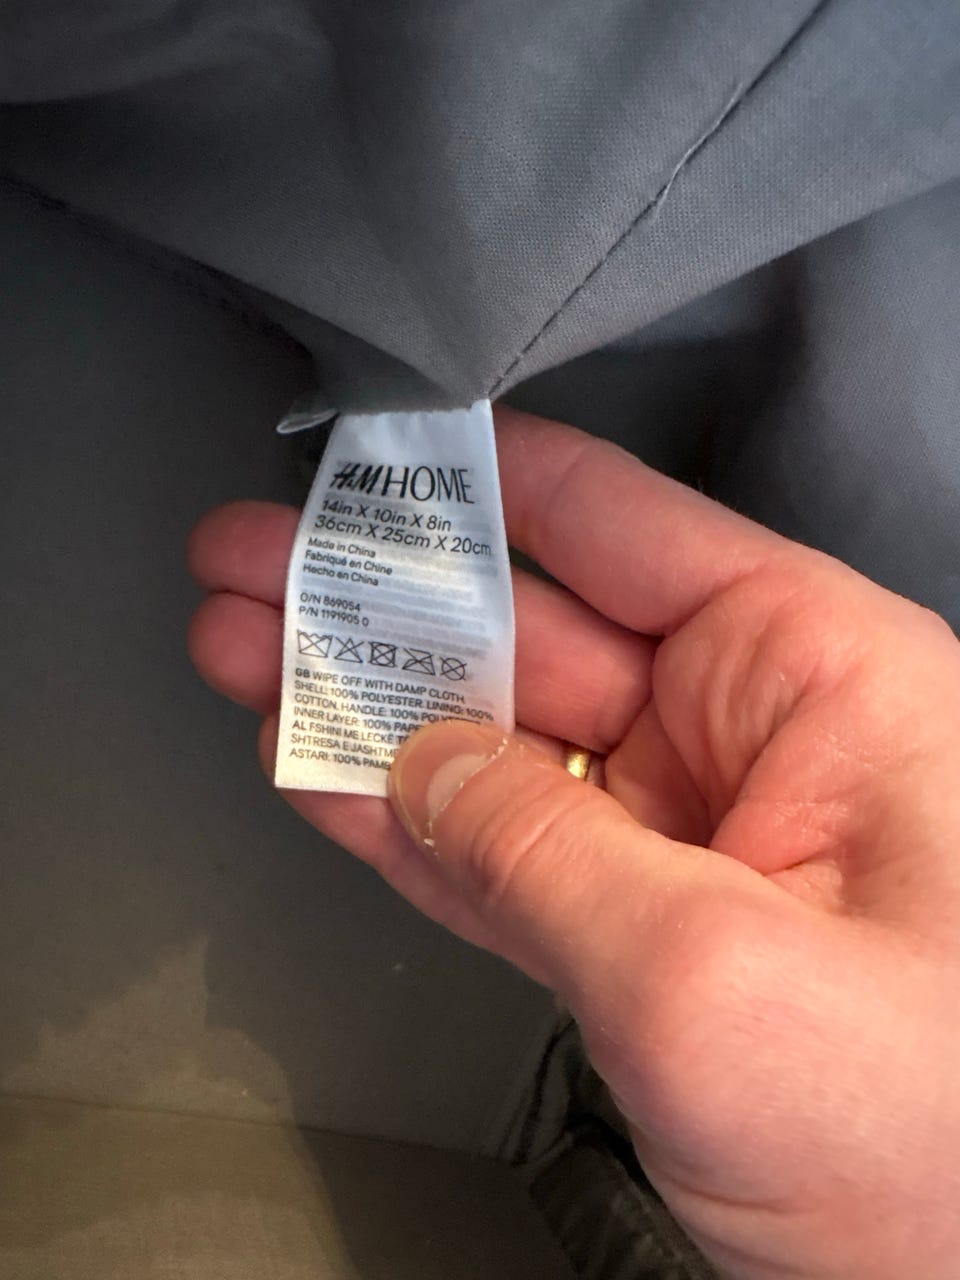 H&M HOME
14in X 10in X 8in
36cm X 25cm X 20cm
Made in China
Fabriqué en Chine
Hecho en China
O/N 869054
P/N 1191905 0
GB WIPE OFF WITH DAMP CLOTH.
SHELL: 100% POLYESTER. LINING: 100%
COTTON. HANDLE: 100% POLYESTER.
INNER LAYER: 100% PAPE
AL FSHINI ME LECKË
SHTRESA E JASHTME
ASTARI: 100% PAMB